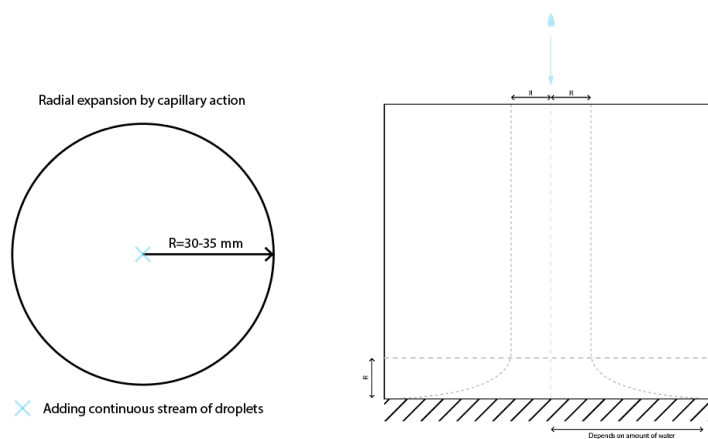 Radial expansion by capillary action
R=30-35 mm
Adding continuous stream of droplets
R
R
R
Depends on amount of water